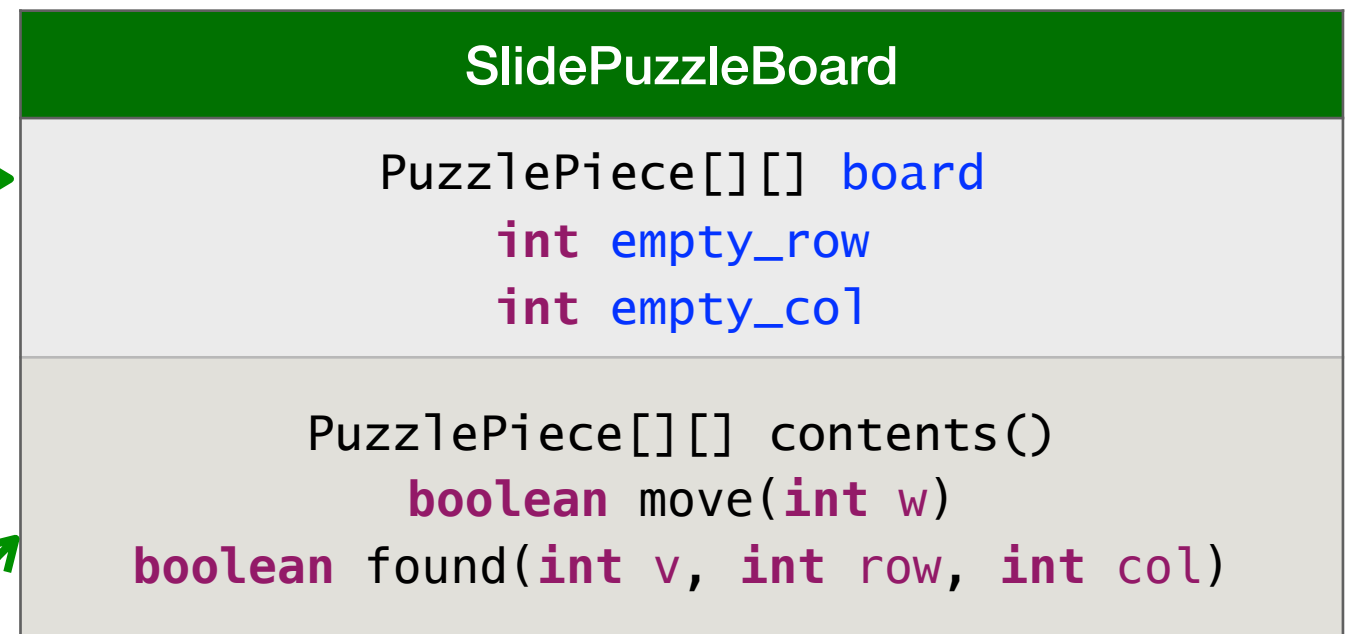 SlidePuzzleBoard
PuzzlePiece[][] board
int empty_row
int empty_col
PuzzlePiece[][] contents()
boolean move(int w)
boolean found(int v, int row, int col)